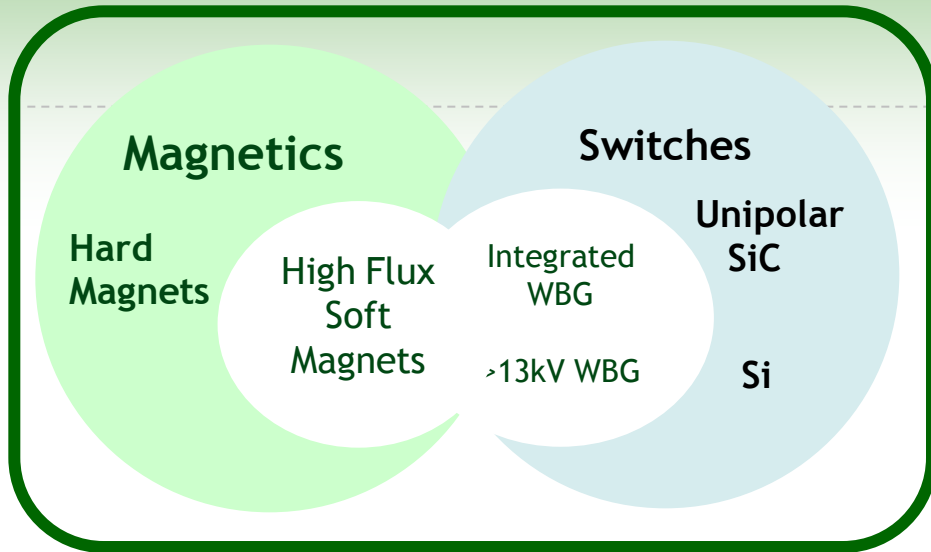 Magnetics
Hard
Magnets
High Flux
Soft
Magnets
Switches
Unipolar
SiC
Integrated
WBG
>13kV WBG
Si